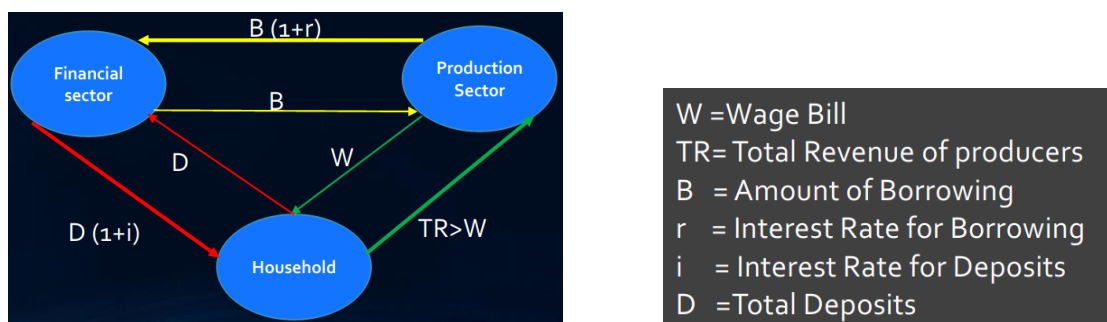 B (1+r)
Financial
sector
Production
Sector
B
D
W
D (1+i)
TR>W
Household
W =Wage Bill
TR= Total Revenue of producers
B = Amount of Borrowing
r = Interest Rate for Borrowing
i = Interest Rate for Deposits
D =Total Deposits